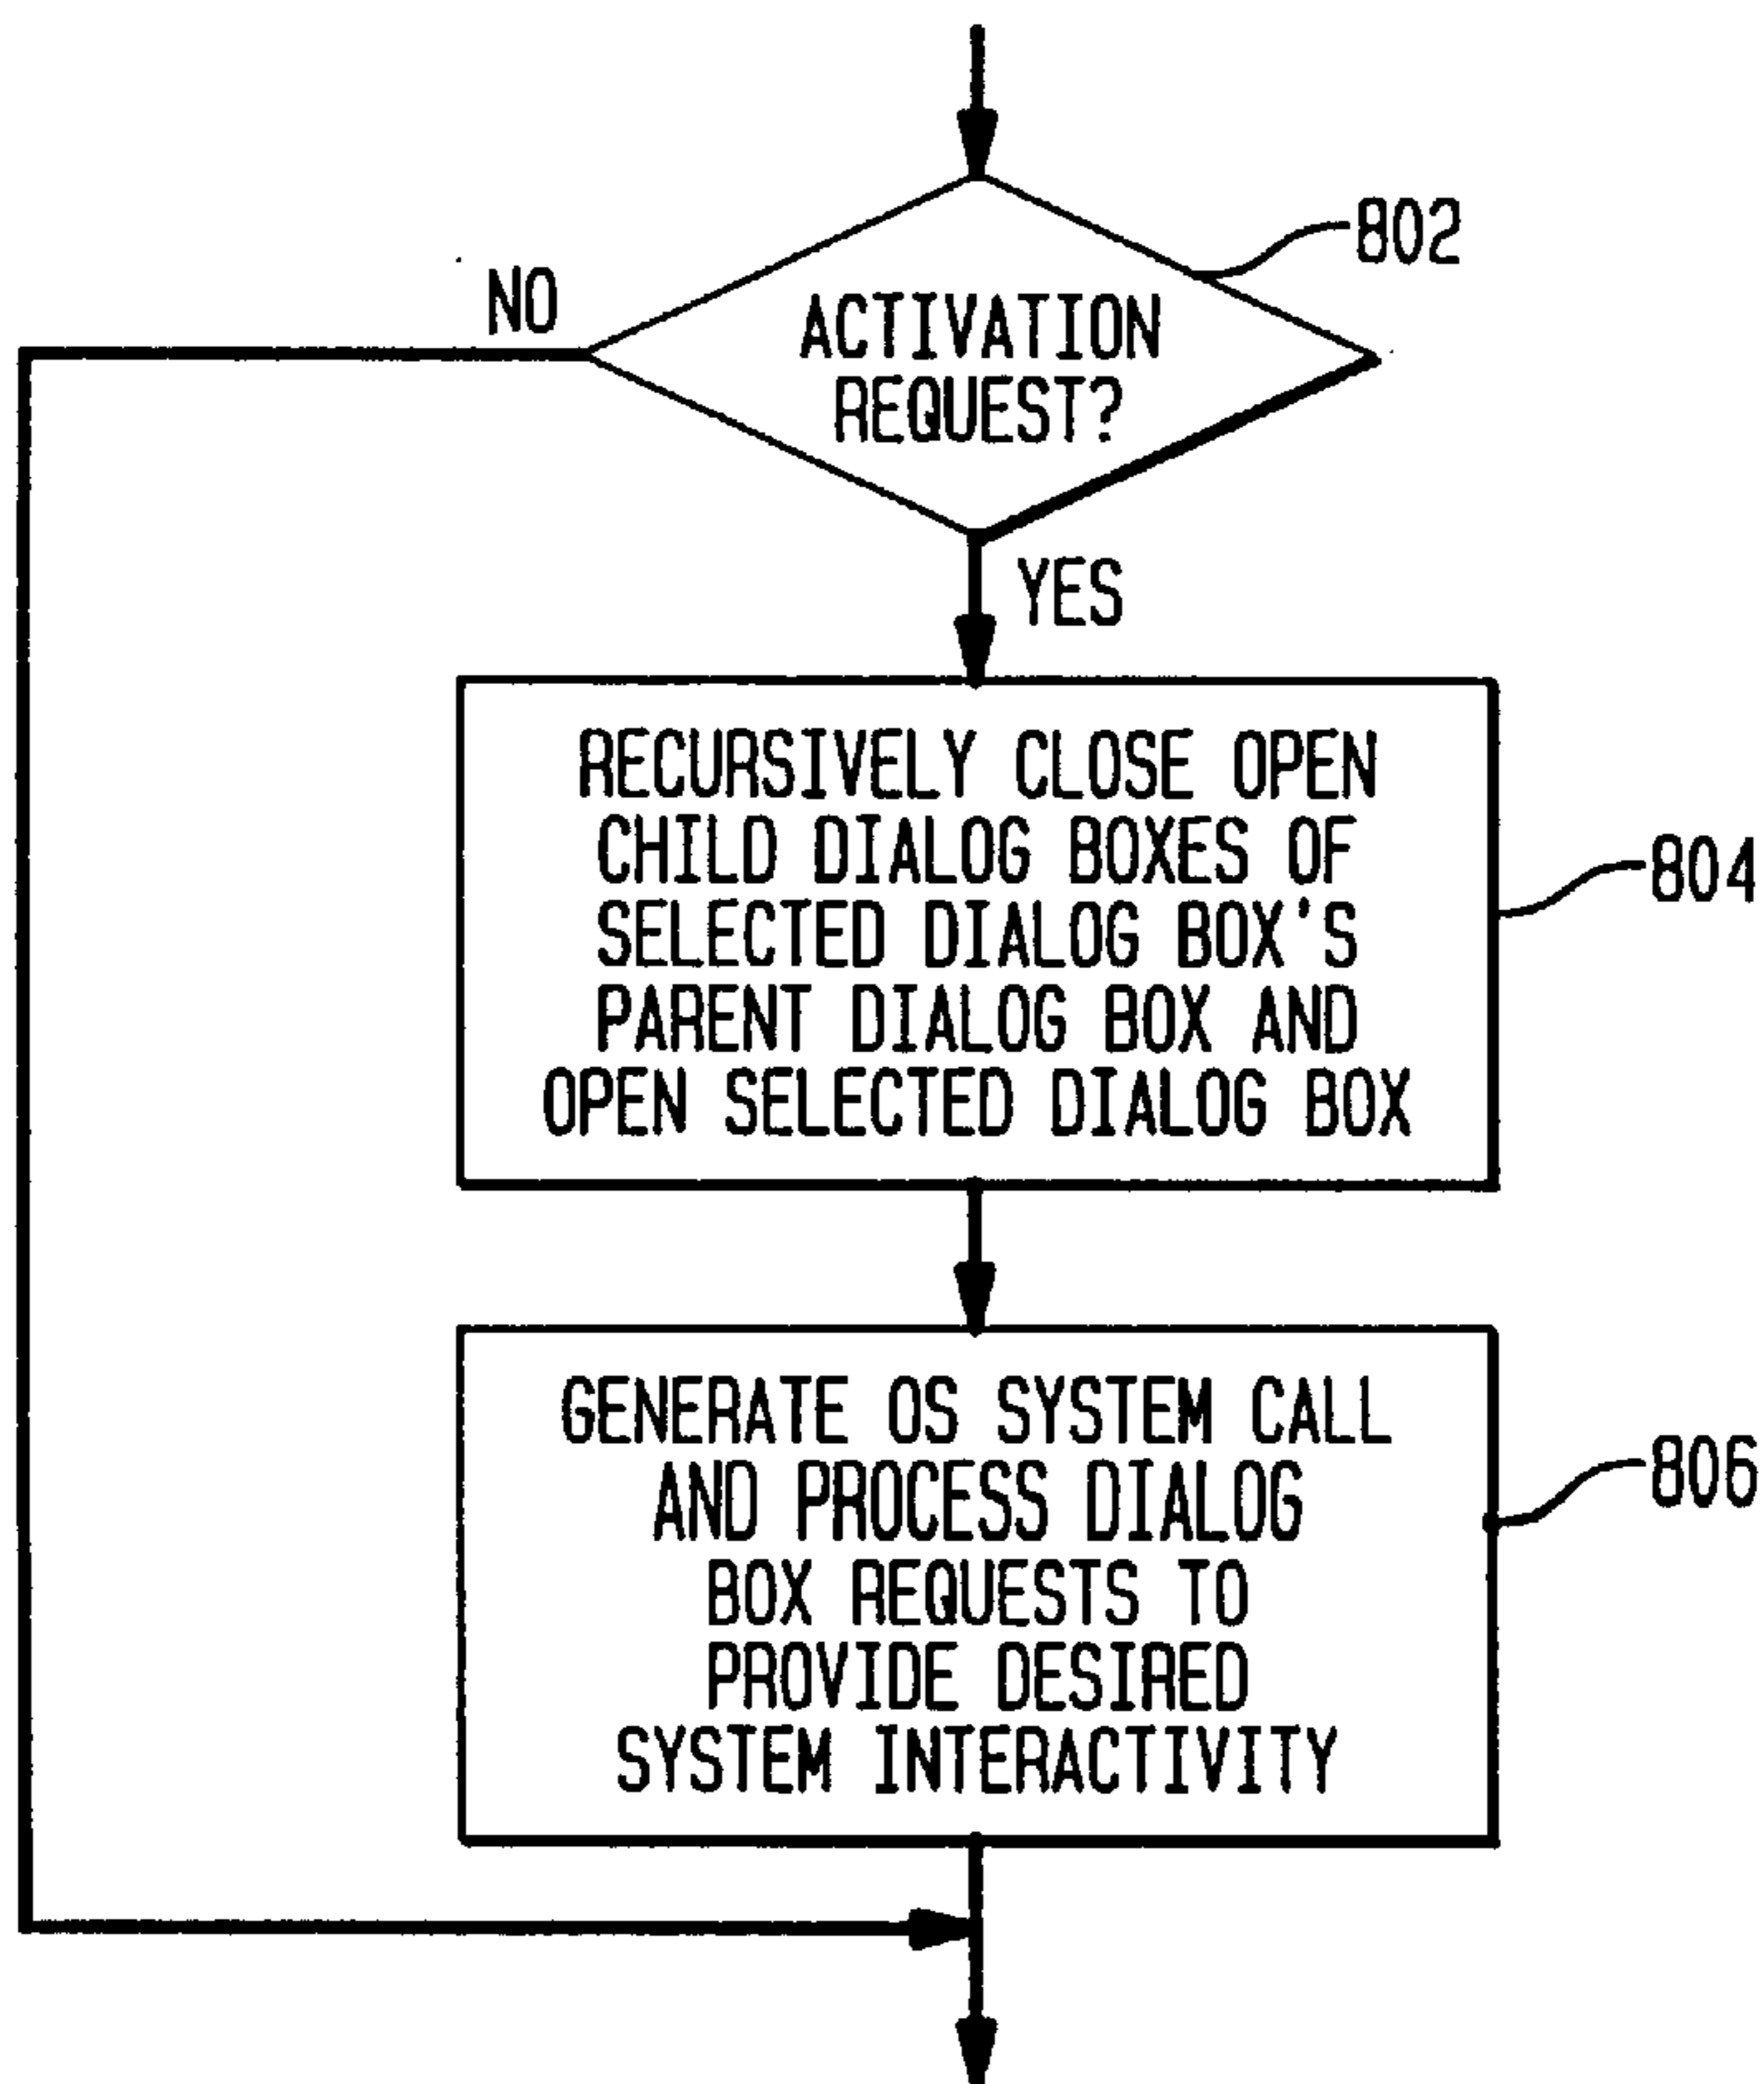 802
NO
ACTIVATION
REQUEST?
YES
RECURSIVELY CLOSE OPEN
CHILD DIALOG BOXES OF
SELECTED DIALOG BOX'S
PARENT DIALOG BOX AND
OPEN SELECTED DIALOG BOX
804
GENERATE OS SYSTEM CALL
AND PROCESS DIALOG
BOX REQUESTS TO
PROVIDE DESIRED
SYSTEM INTERACTIVITY
806